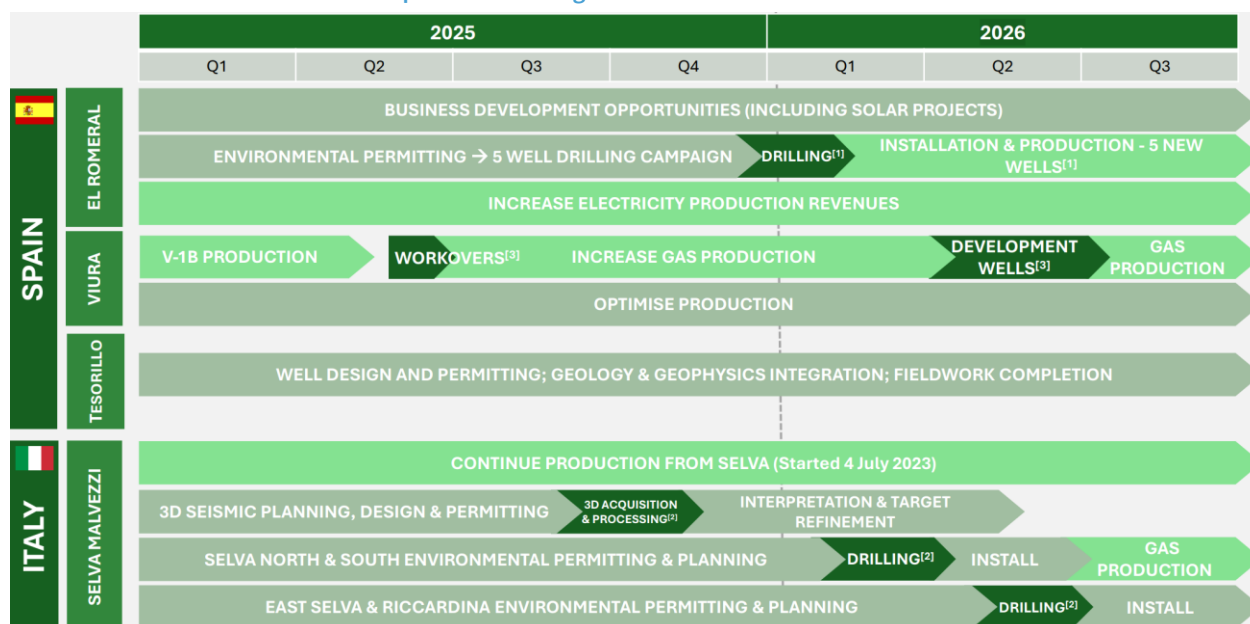 2025
2026
Q1
Q2
Q3
Q4
Q1
Q2
Q3
SPAIN
EL ROMERAL
BUSINESS DEVELOPMENT OPPORTUNITIES (INCLUDING SOLAR PROJECTS)
ENVIRONMENTAL PERMITTING → 5 WELL DRILLING CAMPAIGN
DRILLING[1]
INSTALLATION & PRODUCTION - 5 NEW
WELLS[1]
INCREASE ELECTRICITY PRODUCTION REVENUES
VIURA
V-1B PRODUCTION
WORKOVERS[3]
INCREASE GAS PRODUCTION
DEVELOPMENT
WELLS[3]
GAS
PRODUCTION
OPTIMISE PRODUCTION
TESORILLO
WELL DESIGN AND PERMITTING; GEOLOGY & GEOPHYSICS INTEGRATION; FIELDWORK COMPLETION
ITALY
SELVA MALVEZZI
CONTINUE PRODUCTION FROM SELVA (Started 4 July 2023)
3D SEISMIC PLANNING, DESIGN & PERMITTING
3D ACQUISITION
& PROCESSING[2]
INTERPRETATION & TARGET
REFINEMENT
SELVA NORTH & SOUTH ENVIRONMENTAL PERMITTING & PLANNING
DRILLING[2]
INSTALL
GAS
PRODUCTION
EAST SELVA & RICCARDINA ENVIRONMENTAL PERMITTING & PLANNING
DRILLING[2]
INSTALL